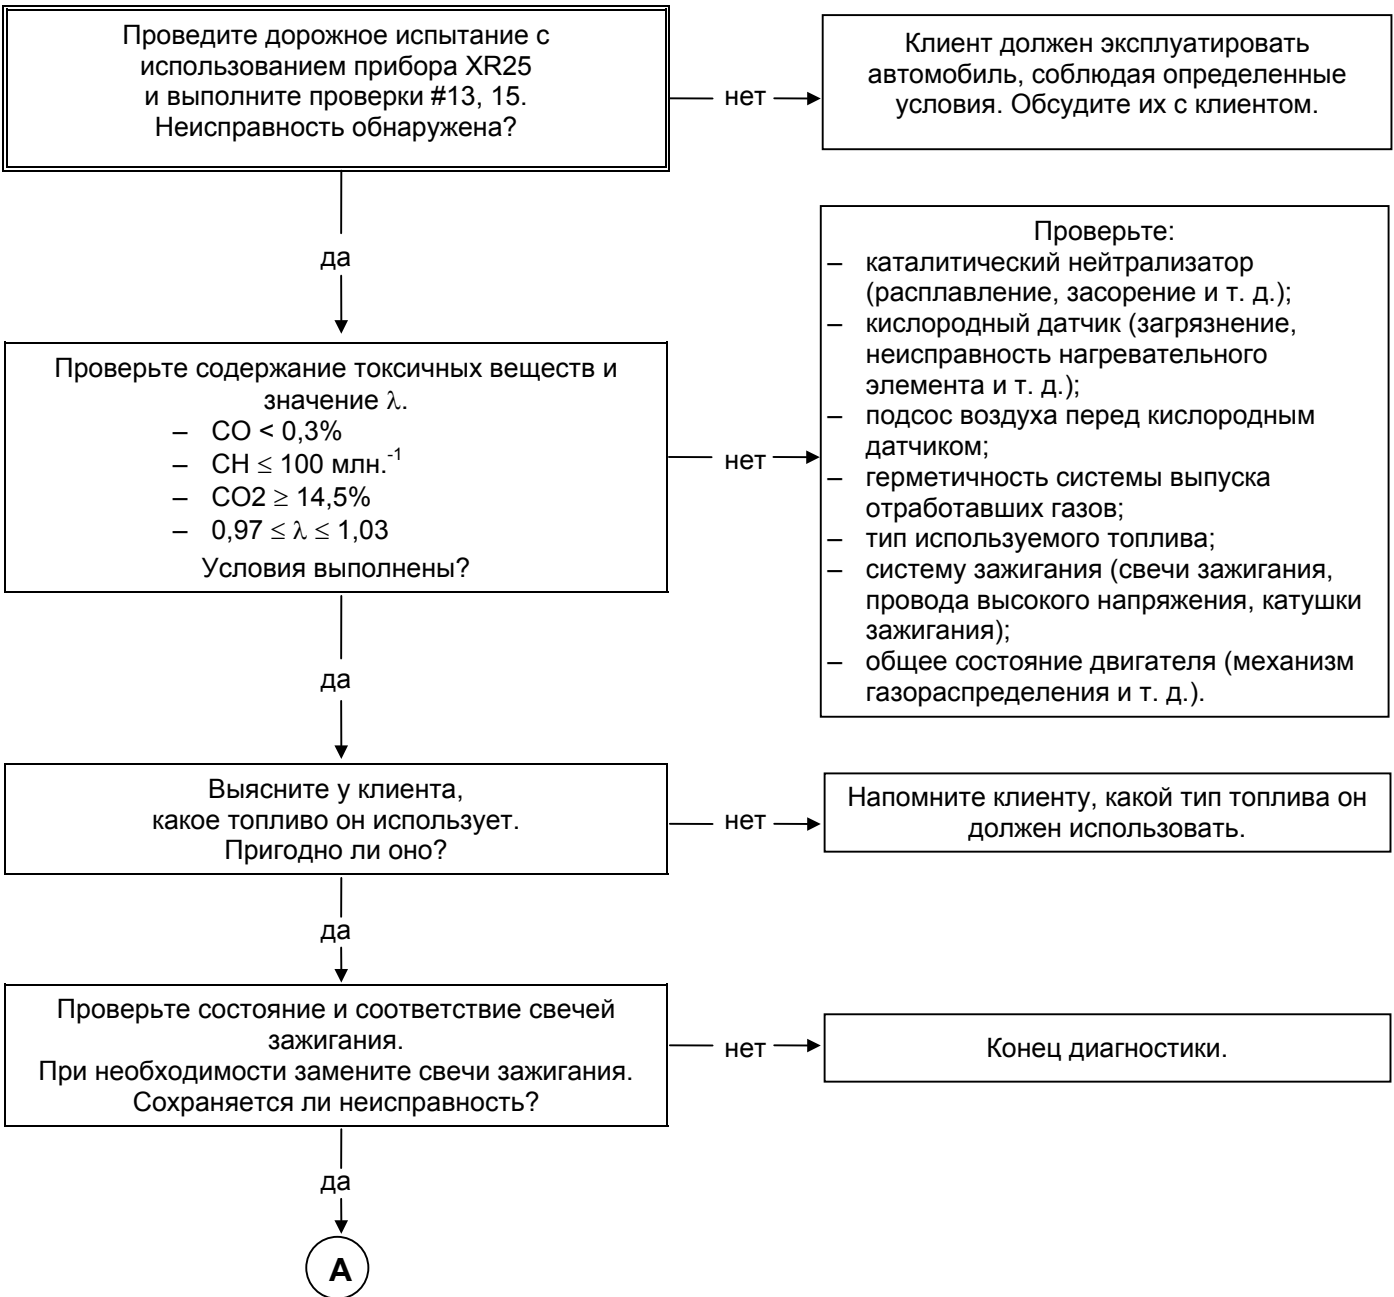 Проведите дорожное испытание с
использованием прибора XR25
и выполните проверки #13, 15.
Неисправность обнаружена?
нет
Клиент должен эксплуатировать
автомобиль, соблюдая определенные
условия. Обсудите их с клиентом.
да
Проверьте содержание токсичных веществ и
значение λ.
– CO < 0,3%
– CH ≤ 100 млн.⁻¹
– CO2 ≥ 14,5%
– 0,97 ≤ λ ≤ 1,03
Условия выполнены?
нет
Проверьте:
– каталитический нейтрализатор
(расплавление, засорение и т. д.);
– кислородный датчик (загрязнение,
неисправность нагревательного
элемента и т. д.);
– подсос воздуха перед кислородным
датчиком;
– герметичность системы выпуска
отработавших газов;
– тип используемого топлива;
– систему зажигания (свечи зажигания,
провода высокого напряжения, катушки
зажигания);
– общее состояние двигателя (механизм
газораспределения и т. д.).
да
Выясните у клиента,
какое топливо он использует.
Пригодно ли оно?
нет
Напомните клиенту, какой тип топлива он
должен использовать.
да
Проверьте состояние и соответствие свечей
зажигания.
При необходимости замените свечи зажигания.
Сохраняется ли неисправность?
нет
Конец диагностики.
да
А